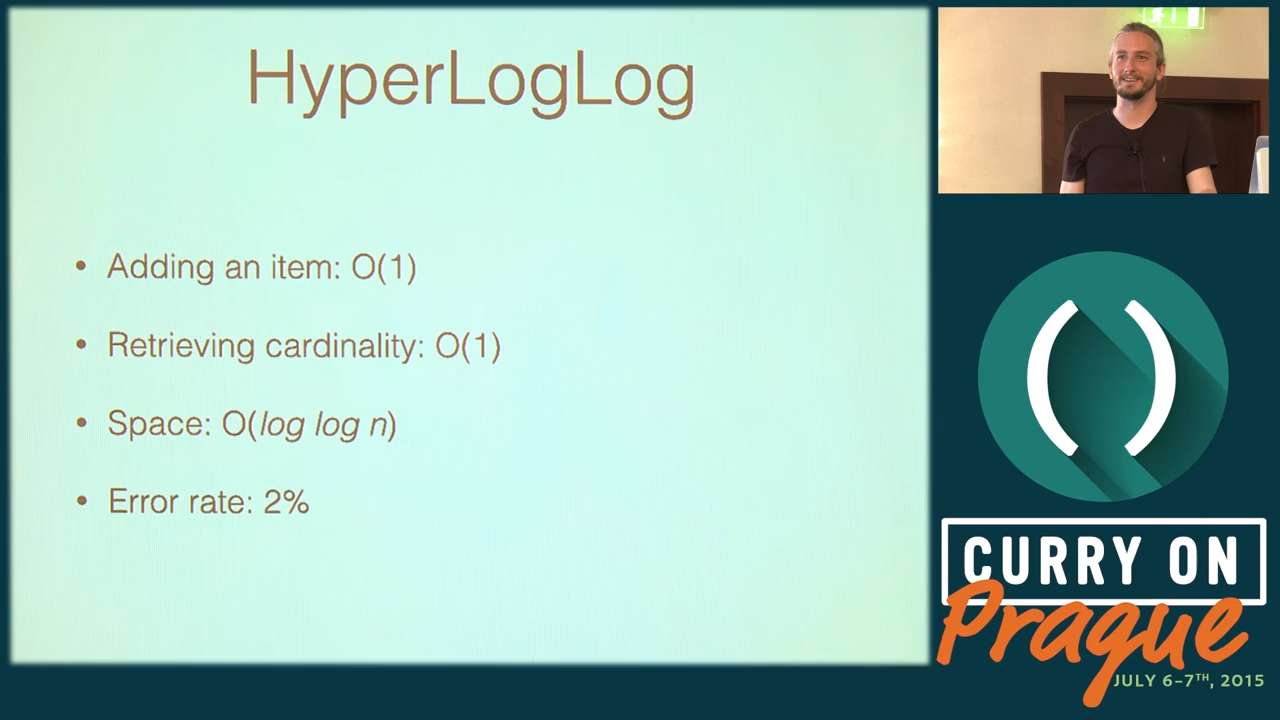 HyperLogLog
• Adding an item: O(1)
• Retrieving cardinality: O(1)
• Space: O(log log n)
• Error rate: 2%
()
CURRY ON
Prague
JULY 6-7TH, 2015